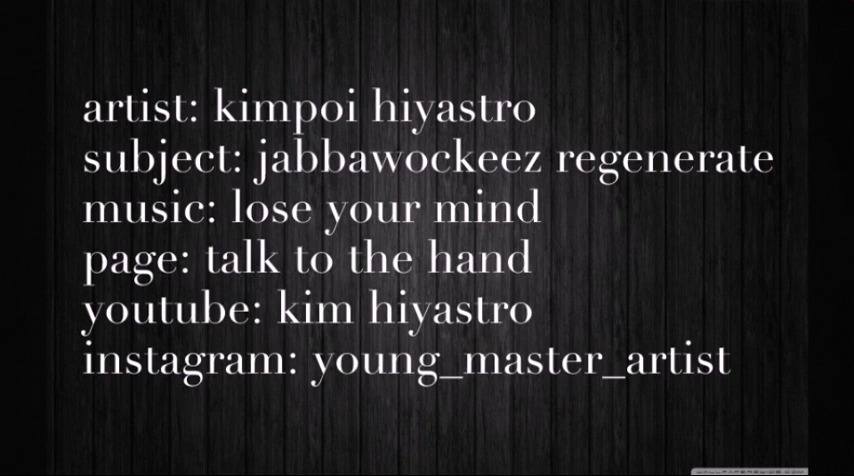 artist: kimpoi hiyastro
subject: jabbawockeez regenerate
music: lose your mind
page: talk to the hand
youtube: kim hiyastro
instagram: young_master_artist